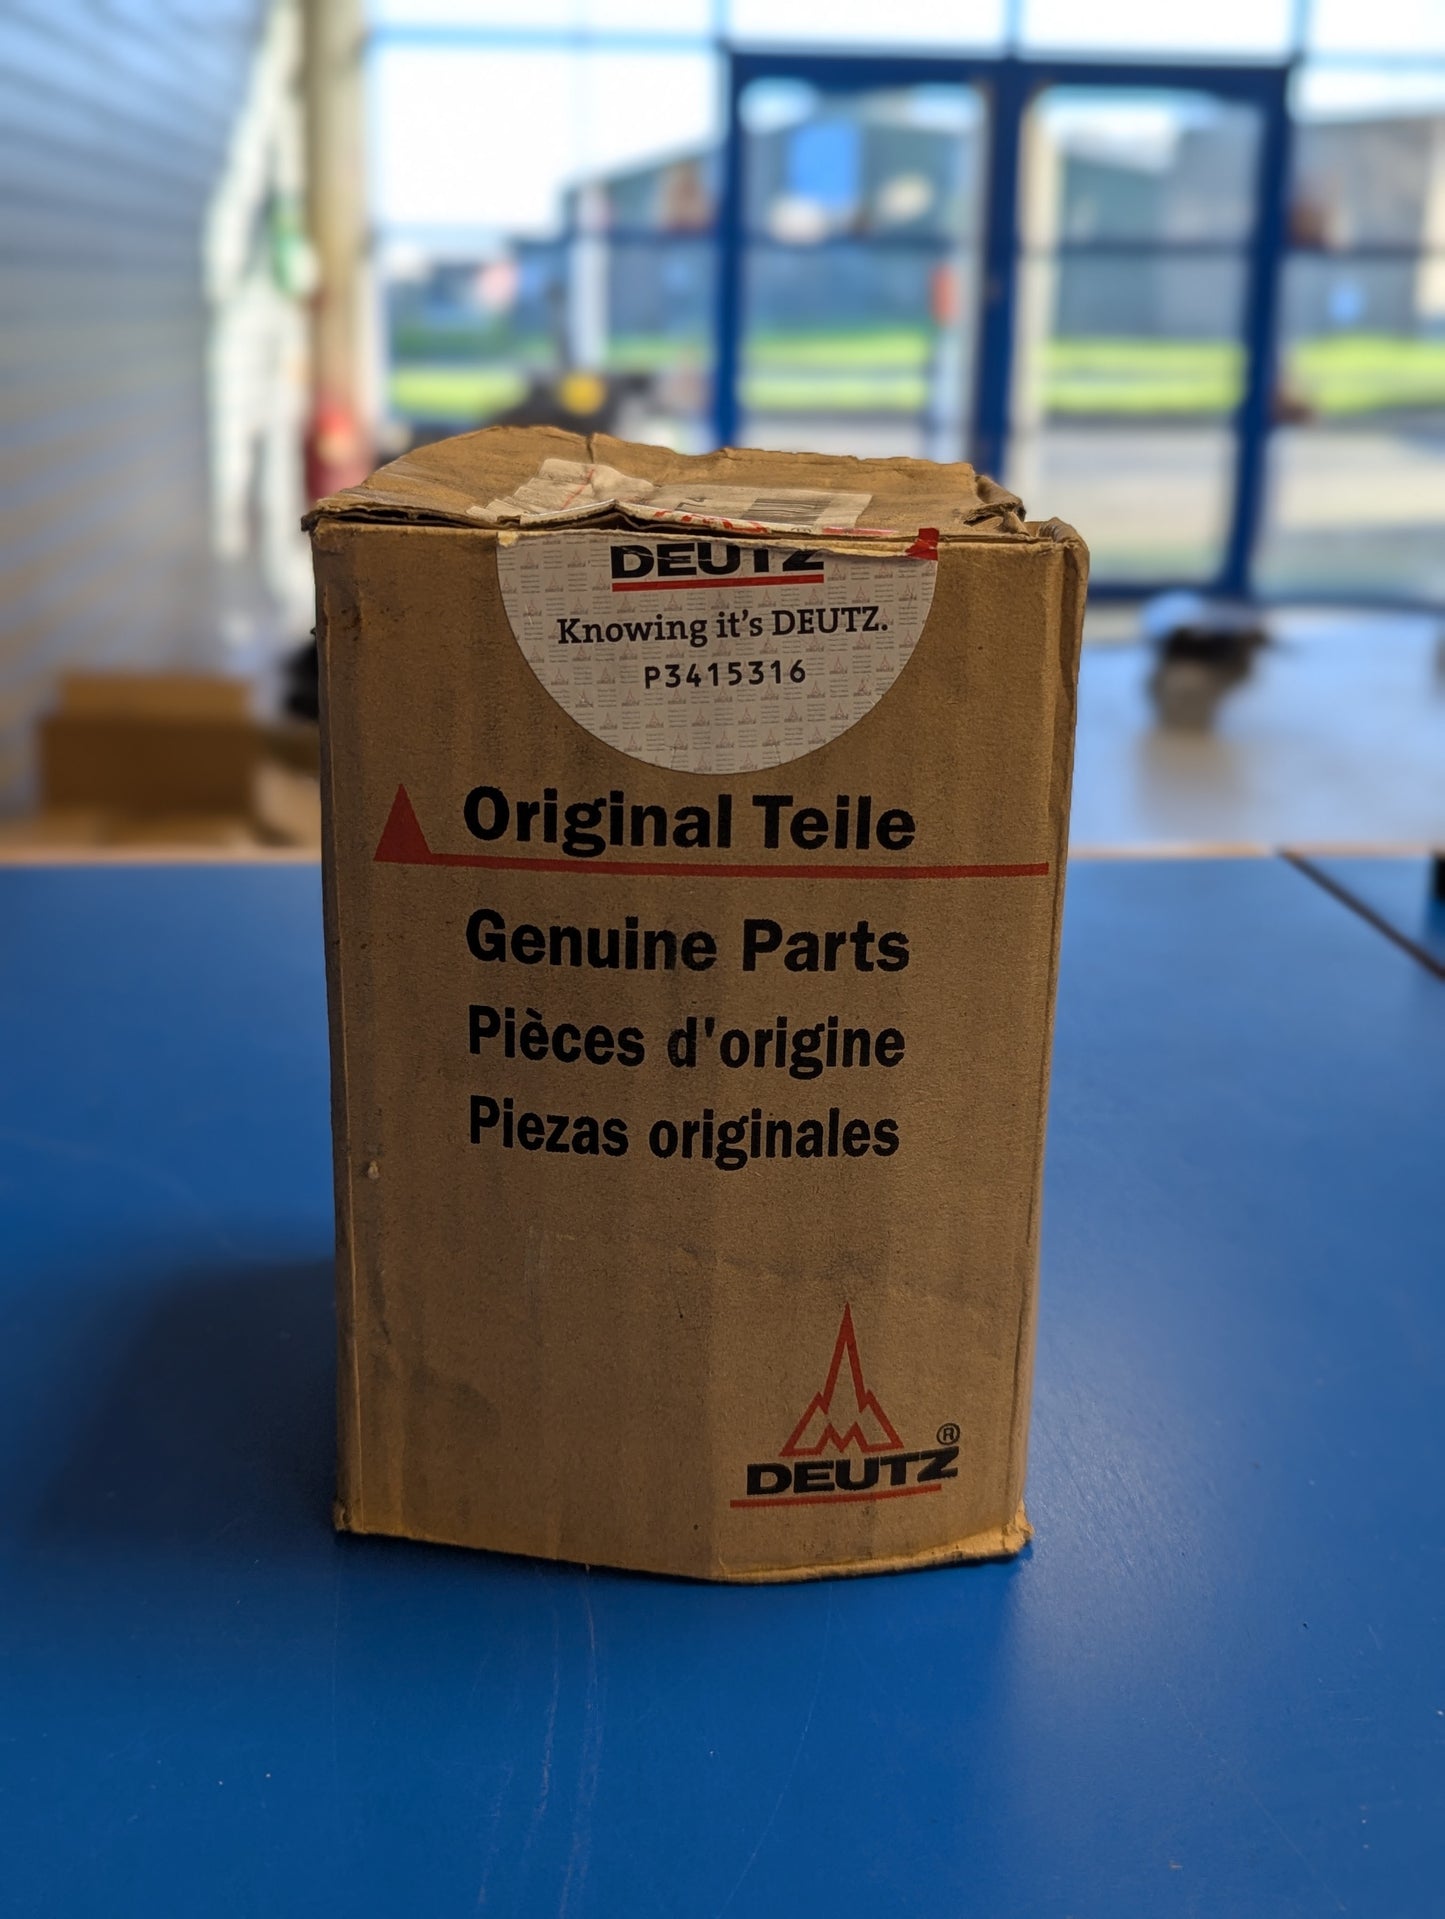 DEUTZ
Knowing it's DEUTZ.
P3415316
Original Teile
Genuine Parts
Pièces d'origine
Piezas originales
DEUTZ®